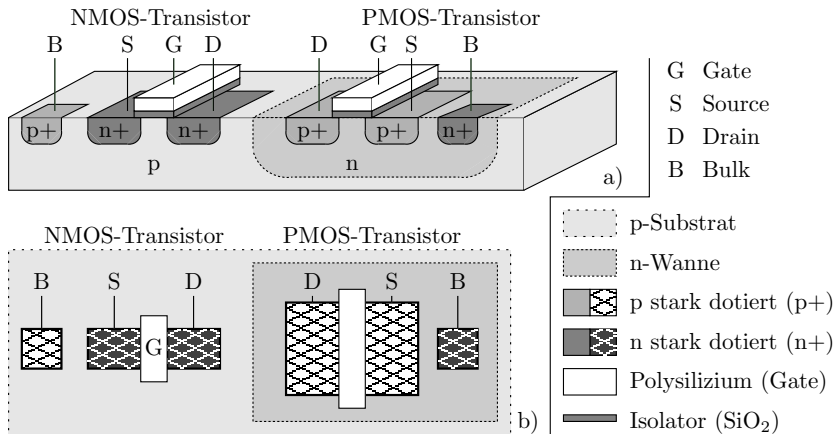 NMOS-Transistor PMOS-Transistor
B S G D D G S B
p+ n+ n+ p+ p+ n+
p n
a)
G Gate
S Source
D Drain
B Bulk
NMOS-Transistor PMOS-Transistor
B S D D S B
G
b)
p-Substrat
n-Wanne
p stark dotiert (p+)
n stark dotiert (n+)
Polysilizium (Gate)
Isolator (SiO₂)